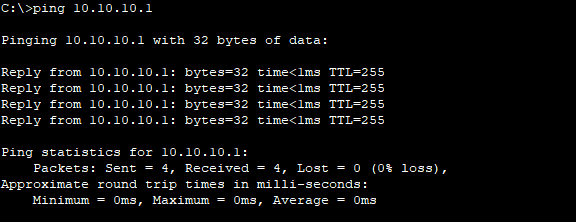 C:\>ping 10.10.10.1
Pinging 10.10.10.1 with 32 bytes of data:
Reply from 10.10.10.1: bytes=32 time<1ms TTL=255
Reply from 10.10.10.1: bytes=32 time<1ms TTL=255
Reply from 10.10.10.1: bytes=32 time<1ms TTL=255
Reply from 10.10.10.1: bytes=32 time<1ms TTL=255
Ping statistics for 10.10.10.1:
    Packets: Sent = 4, Received = 4, Lost = 0 (0% loss),
Approximate round trip times in milli-seconds:
    Minimum = 0ms, Maximum = 0ms, Average = 0ms